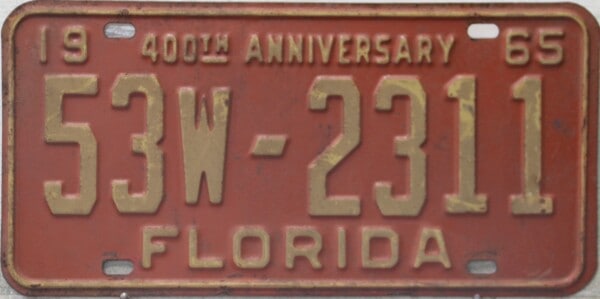 19 400TH ANNIVERSARY 65
53W-2311
FLORIDA